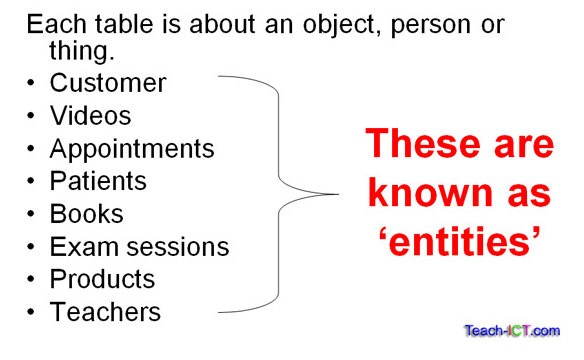 Each table is about an object, person or
thing.
• Customer
• Videos
• Appointments
• Patients
• Books
• Exam sessions
• Products
• Teachers
These are
known as
‘entities’
Teach-ICT.com